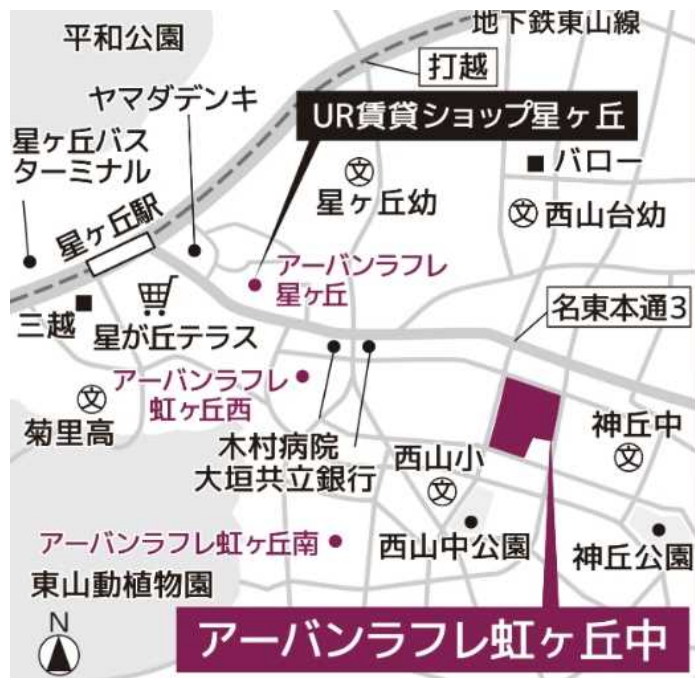 地下鉄東山線
平和公園
打越
ヤマダデンキ
UR賃貸ショップ星ヶ丘
星ヶ丘バス
ターミナル
バロー
星ヶ丘幼
文
文
西山台幼
星ヶ丘駅
アーバンラフレ
星ヶ丘
名東本通3
三越
星が丘テラス
アーバンラフレ
虹ヶ丘西
文
菊里高
木村病院
大垣共立銀行
西山小
文
神丘中
文
アーバンラフレ虹ヶ丘南
西山中公園
神丘公園
東山動植物園
N
アーバンラフレ虹ヶ丘中